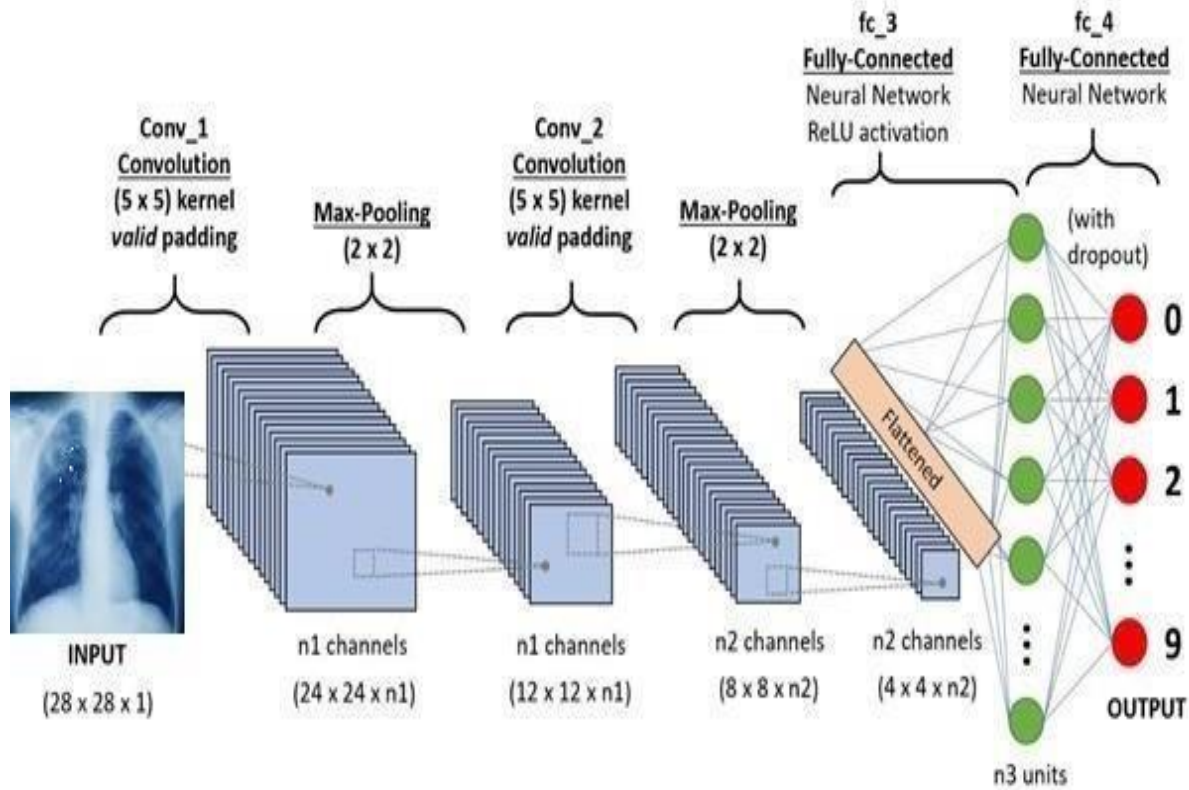 fc_3
Fully-Connected
Neural Network
ReLU activation
fc_4
Fully-Connected
Neural Network
Conv_1
Convolution
(5 x 5) kernel
valid padding
Max-Pooling
(2 x 2)
Conv_2
Convolution
(5 x 5) kernel
valid padding
Max-Pooling
(2 x 2)
(with
dropout)
0
1
2
9
Flattened
INPUT
(28 x 28 x 1)
n1 channels
(24 x 24 x n1)
n1 channels
(12 x 12 x n1)
n2 channels
(8 x 8 x n2)
n2 channels
(4 x 4 x n2)
OUTPUT
n3 units